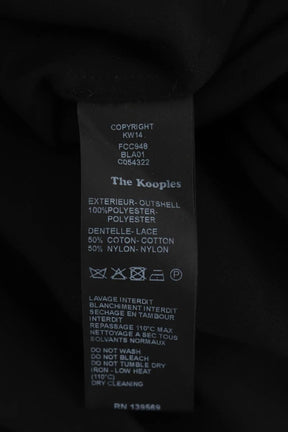 COPYRIGHT
KW14
FCC948
BLA01
C054322
The Kooples
EXTERIEUR- OUTSHELL
100%POLYESTER-
POLYESTER
DENTELLE- LACE
50% COTON- COTTON
50% NYLON- NYLON
LAVAGE INTERDIT
BLANCHIMENT INTERDIT
SECHAGE EN TAMBOUR
INTERDIT
REPASSAGE 110°C MAX
NETTOYAGE A SEC TOUS
SOLVANTS NORMAUX
DO NOT WASH
DO NOT BLEACH
DO NOT TUMBLE DRY
IRON - LOW HEAT
(110°C)
DRY CLEANING
RN 139569